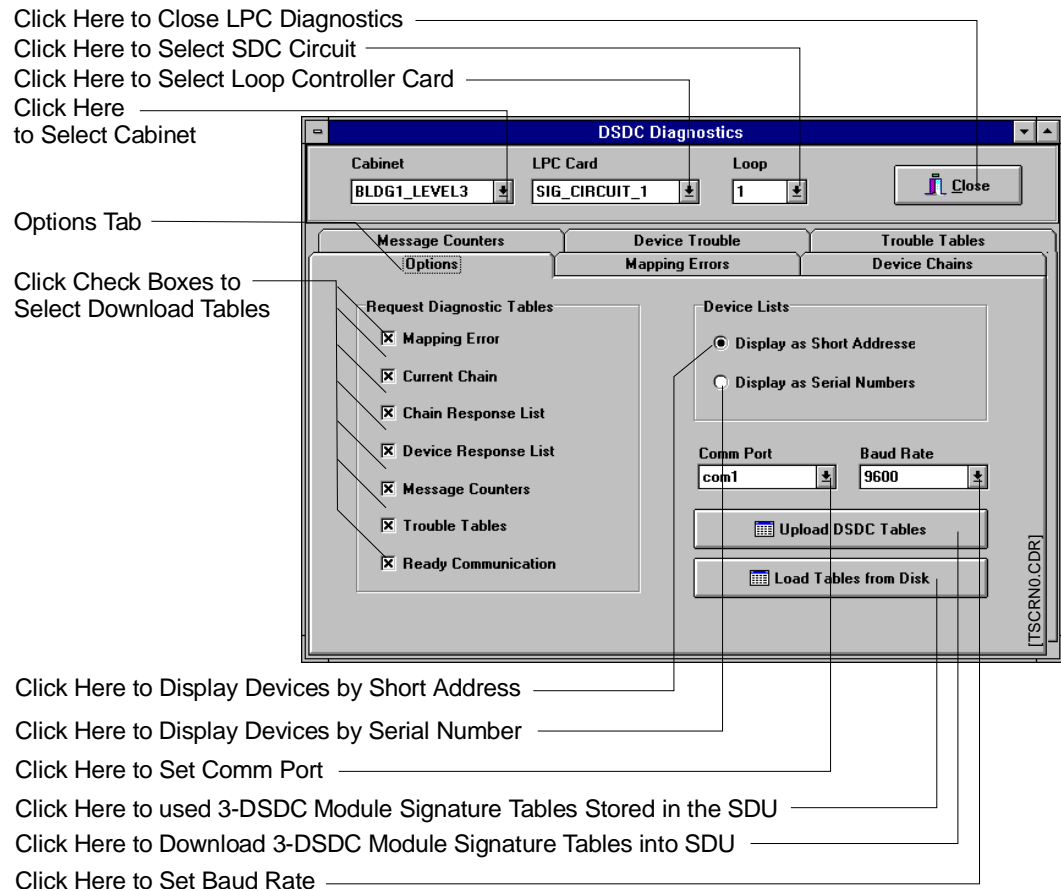 Click Here to Close LPC Diagnostics
Click Here to Select SDC Circuit
Click Here to Select Loop Controller Card
Click Here
to Select Cabinet
DSDC Diagnostics
Cabinet LPC Card Loop
BLDG1_LEVEL3 SIG_CIRCUIT_1 1 Close
Options Tab
Message Counters Device Trouble Trouble Tables
Options Mapping Errors Device Chains
Click Check Boxes to
Select Download Tables
Request Diagnostic Tables
Mapping Error
Current Chain
Chain Response List
Device Response List
Message Counters
Trouble Tables
Ready Communication
Device Lists
Display as Short Addresse
Display as Serial Numbers
Comm Port Baud Rate
com1 9600
Upload DSDC Tables
Load Tables from Disk
[TSCRN0.CDR]
Click Here to Display Devices by Short Address
Click Here to Display Devices by Serial Number
Click Here to Set Comm Port
Click Here to used 3-DSDC Module Signature Tables Stored in the SDU
Click Here to Download 3-DSDC Module Signature Tables into SDU
Click Here to Set Baud Rate